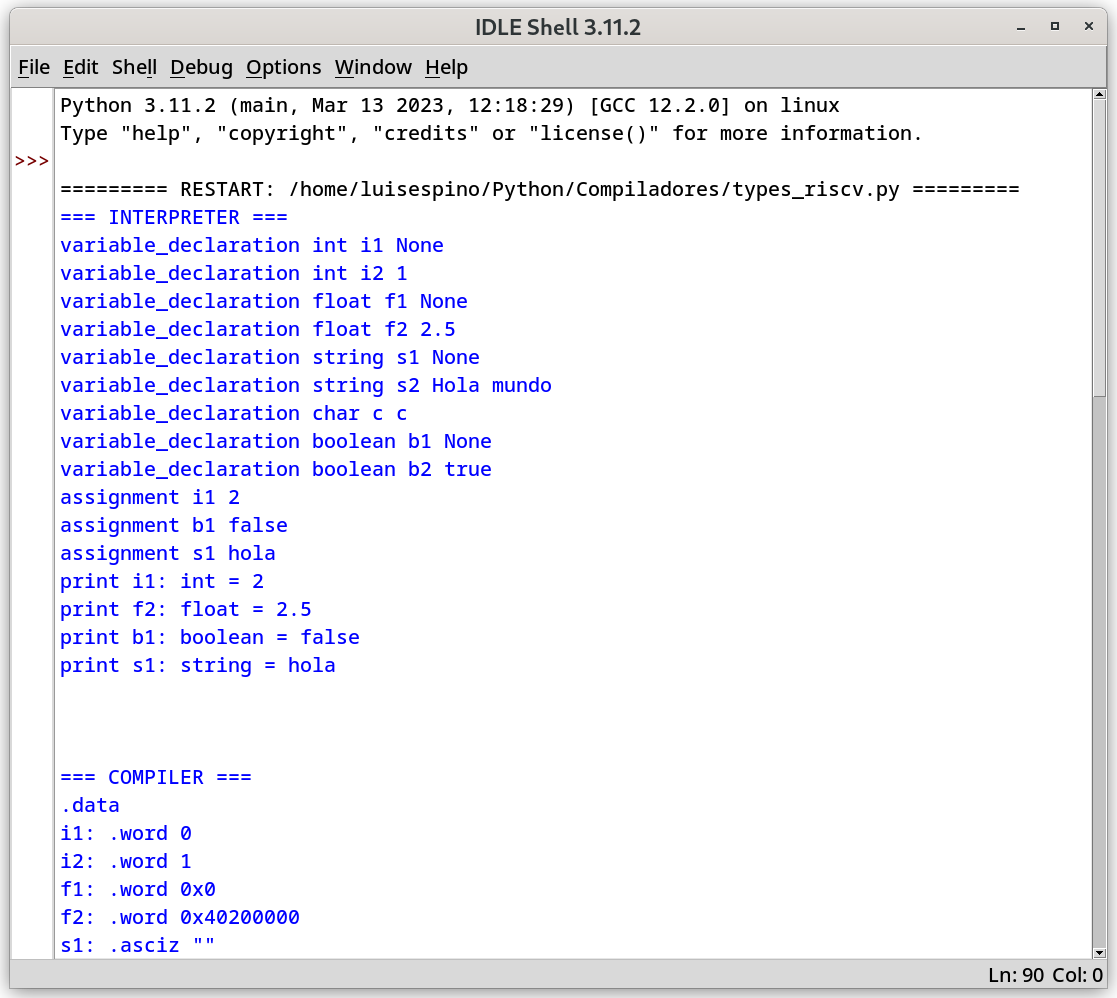 IDLE Shell 3.11.2
File Edit Shell Debug Options Window Help
Python 3.11.2 (main, Mar 13 2023, 12:18:29) [GCC 12.2.0] on linux
Type "help", "copyright", "credits" or "license()" for more information.
>>>
========= RESTART: /home/luisespino/Python/Compiladores/types_riscv.py =========
=== INTERPRETER ===
variable_declaration int i1 None
variable_declaration int i2 1
variable_declaration float f1 None
variable_declaration float f2 2.5
variable_declaration string s1 None
variable_declaration string s2 Hola mundo
variable_declaration char c c
variable_declaration boolean b1 None
variable_declaration boolean b2 true
assignment i1 2
assignment b1 false
assignment s1 hola
print i1: int = 2
print f2: float = 2.5
print b1: boolean = false
print s1: string = hola
=== COMPILER ===
.data
i1: .word 0
i2: .word 1
f1: .word 0x0
f2: .word 0x40200000
s1: .asciz ""
Ln: 90 Col: 0